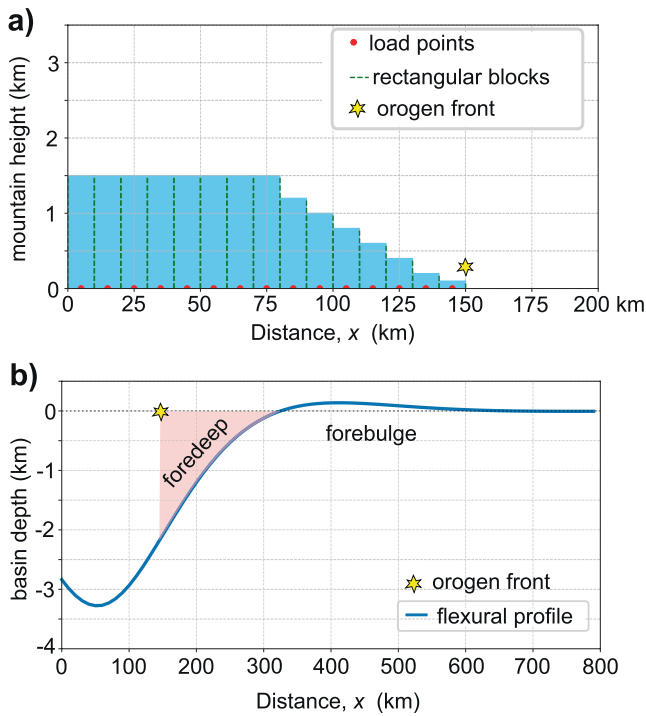 a)
mountain height (km)
3
2
1
0
load points
rectangular blocks
orogen front
0 25 50 75 100 125 150 175 200 km
Distance, x (km)
b)
basin depth (km)
0
-1
-2
-3
-4
foredeep
forebulge
orogen front
flexural profile
0 100 200 300 400 500 600 700 800
Distance, x (km)